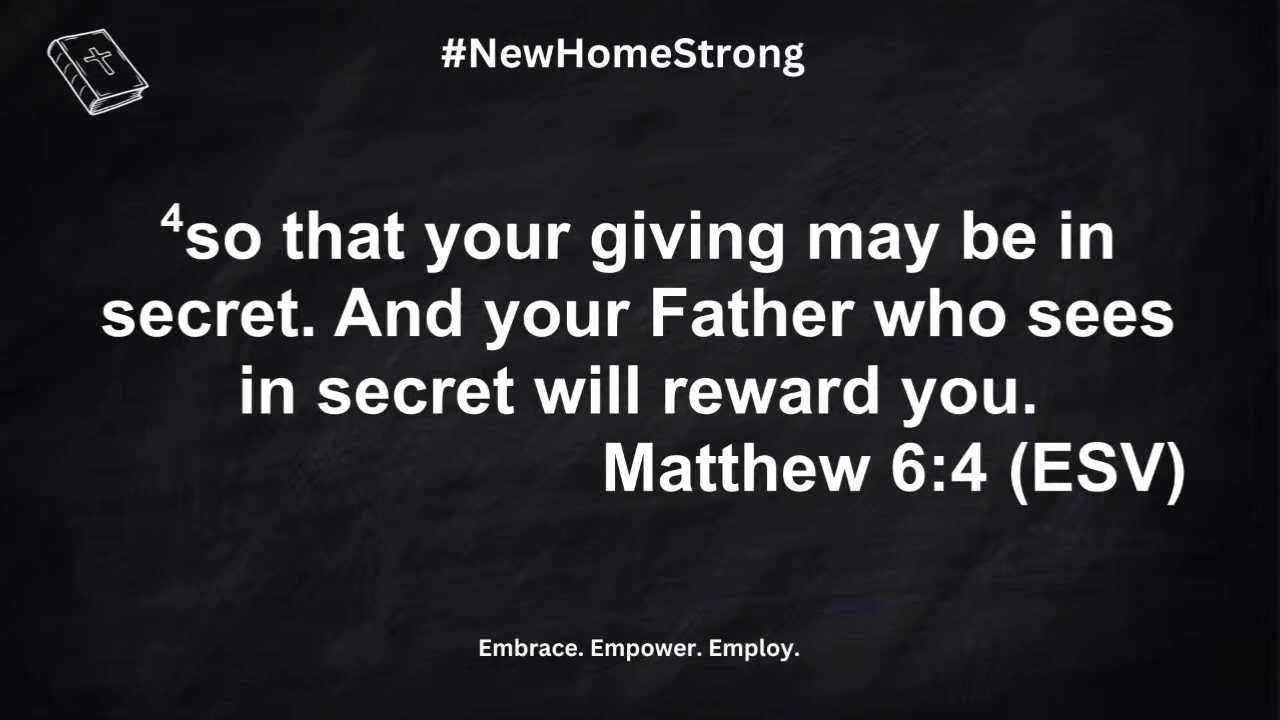 #NewHomeStrong
⁴so that your giving may be in
secret. And your Father who sees
in secret will reward you.
Matthew 6:4 (ESV)
Embrace. Empower. Employ.